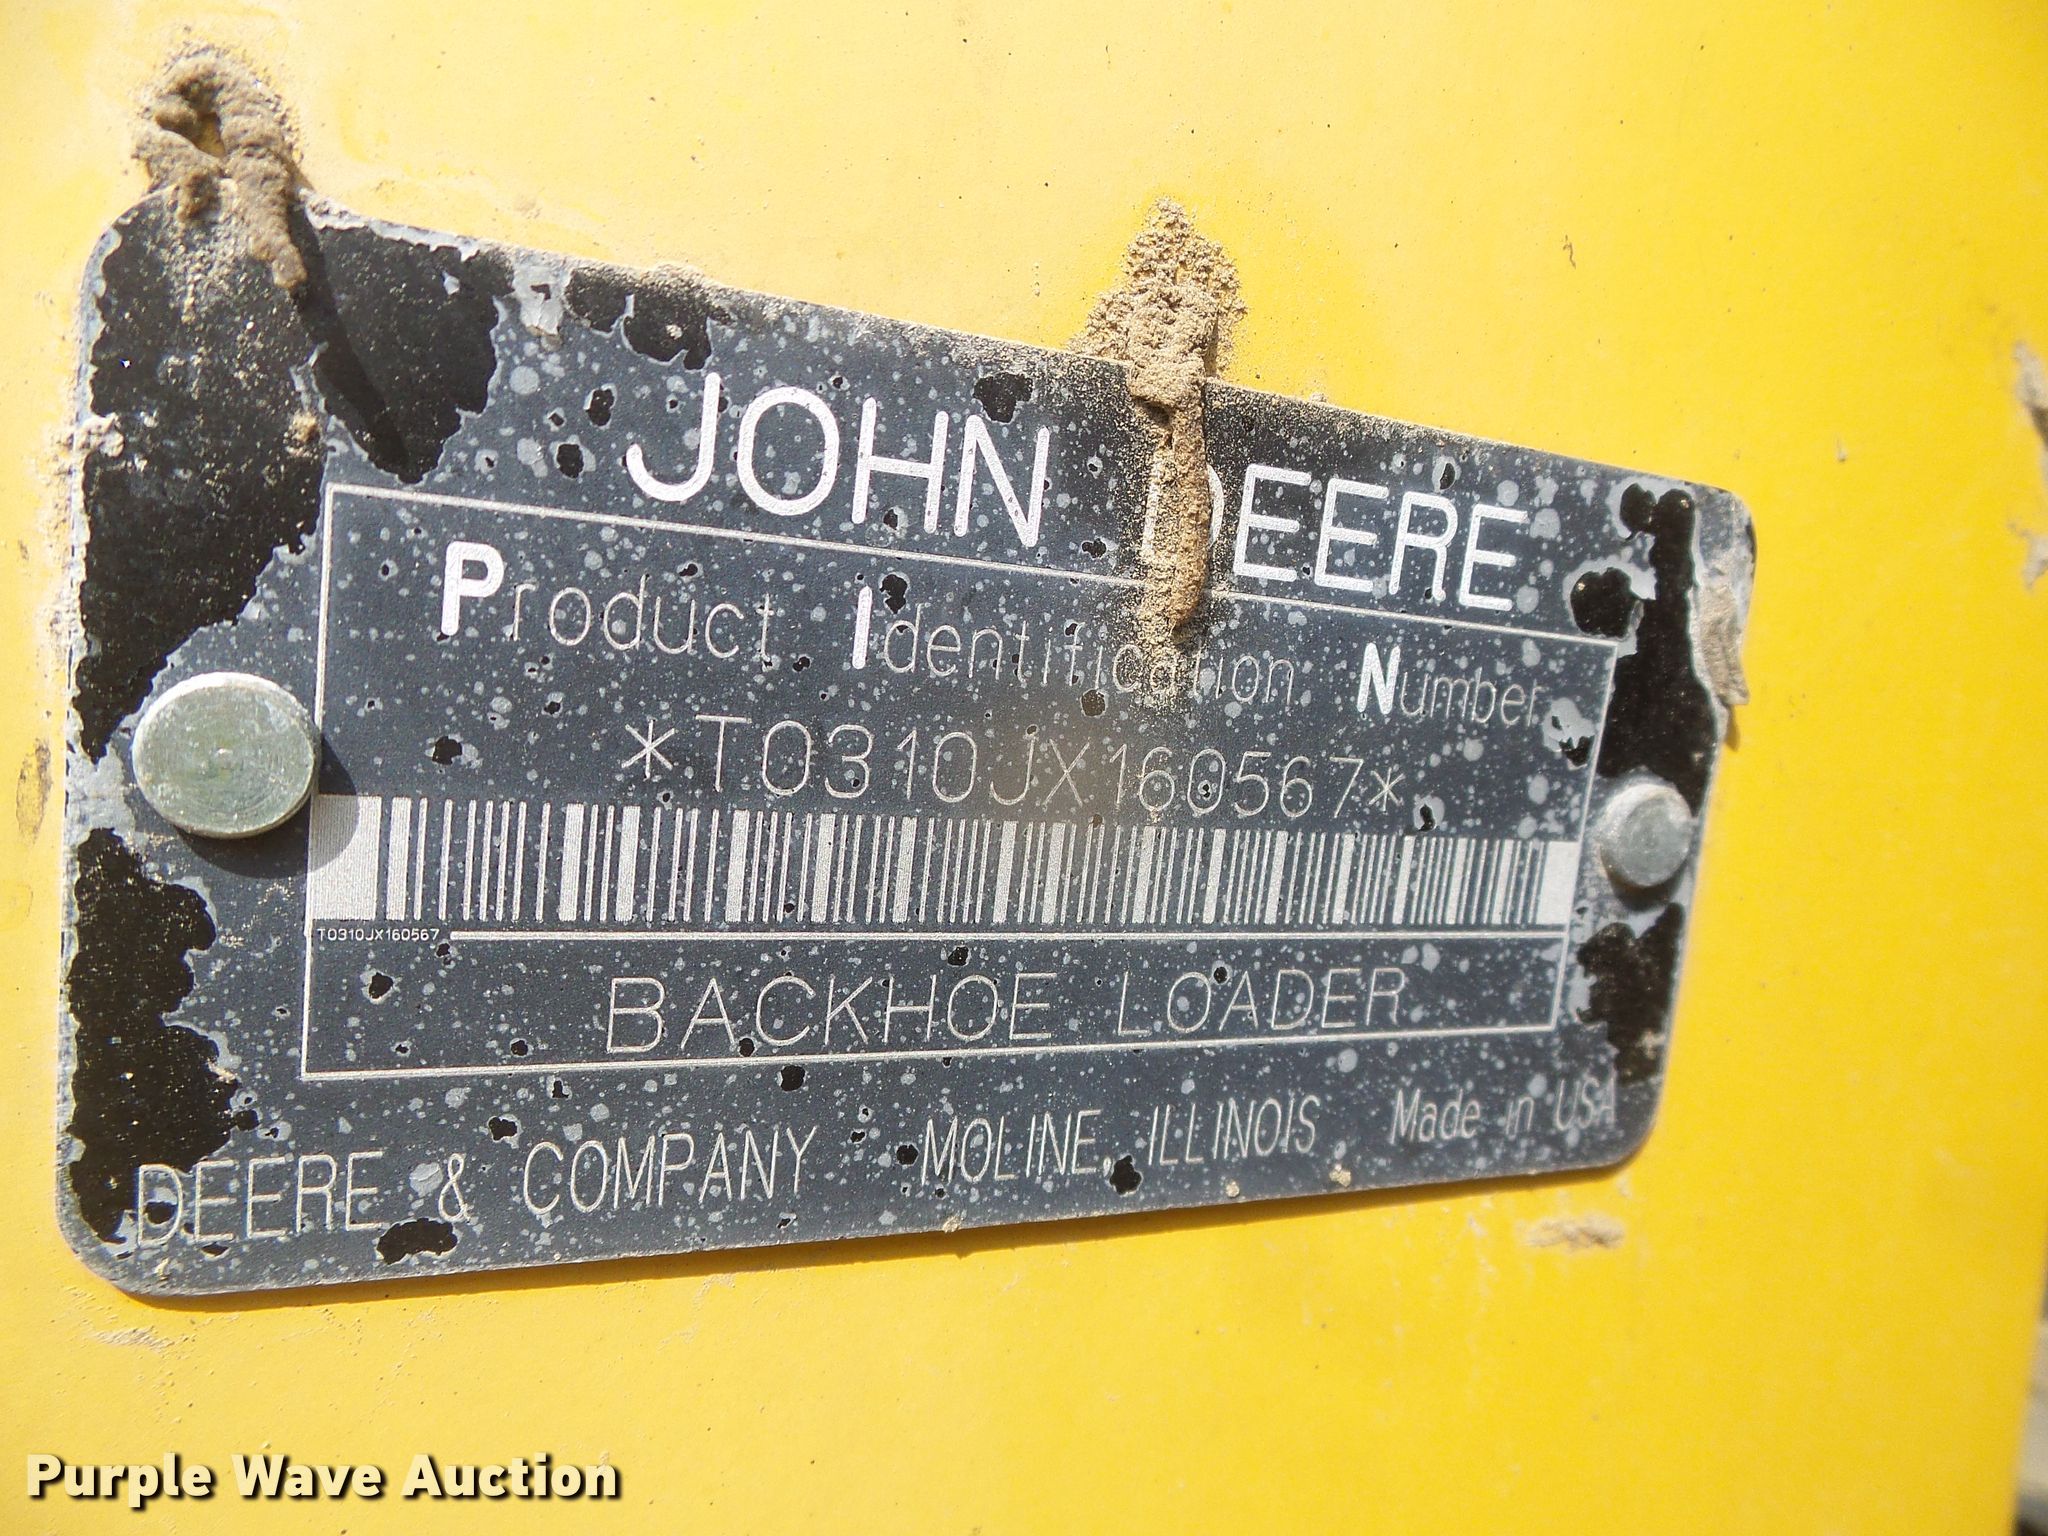 JOHN DEERE
Product Identification Number
*T0310JX160567*
T0310JX160567
BACKHOE LOADER
DEERE & COMPANY MOLINE, ILLINOIS Made in USA
Purple Wave Auction